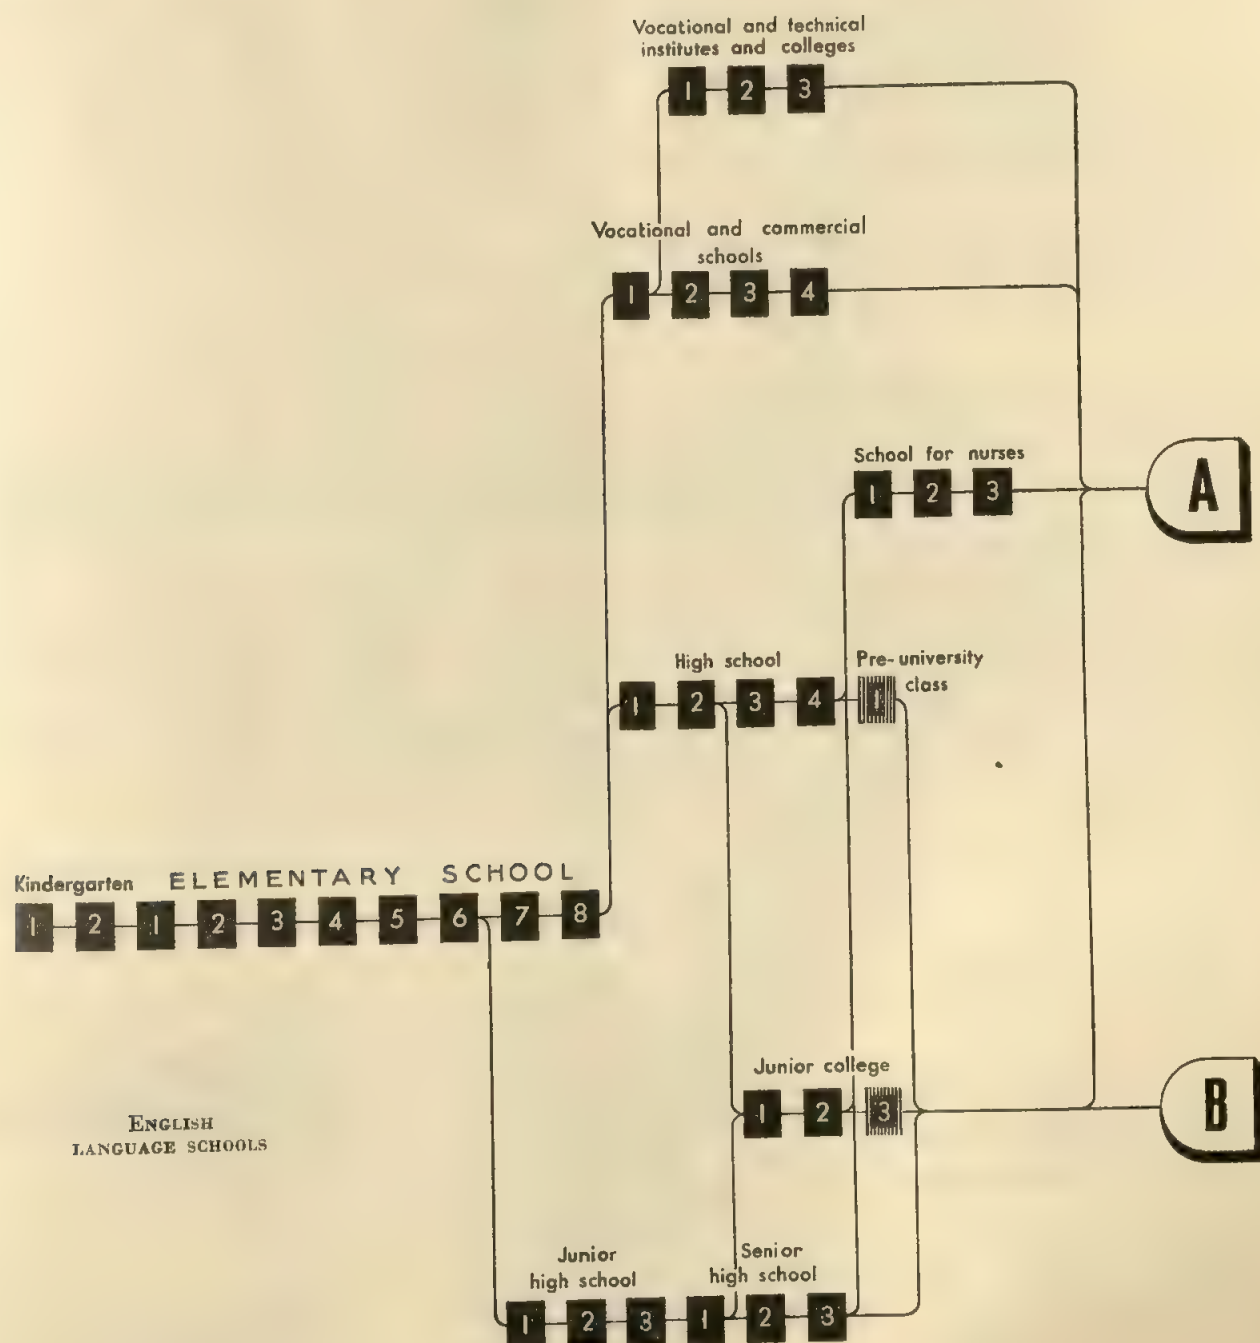 Vocational and technical
institutes and colleges
1 2 3
Vocational and commercial
schools
1 2 3 4
School for nurses
1 2 3
A
High school
1 2 3 4
Pre-university
class
1
Kindergarten
1 2
ELEMENTARY SCHOOL
1 2 3 4 5 6 7 8
Junior college
1 2 3
B
ENGLISH
LANGUAGE SCHOOLS
Junior
high school
1 2 3
Senior
high school
1 2 3